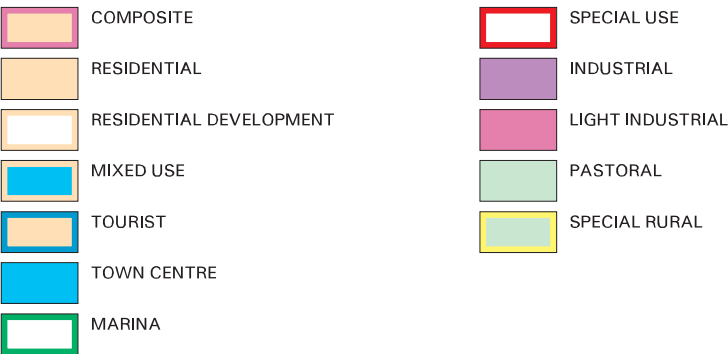 COMPOSITE
RESIDENTIAL
RESIDENTIAL DEVELOPMENT
MIXED USE
TOURIST
TOWN CENTRE
MARINA
SPECIAL USE
INDUSTRIAL
LIGHT INDUSTRIAL
PASTORAL
SPECIAL RURAL